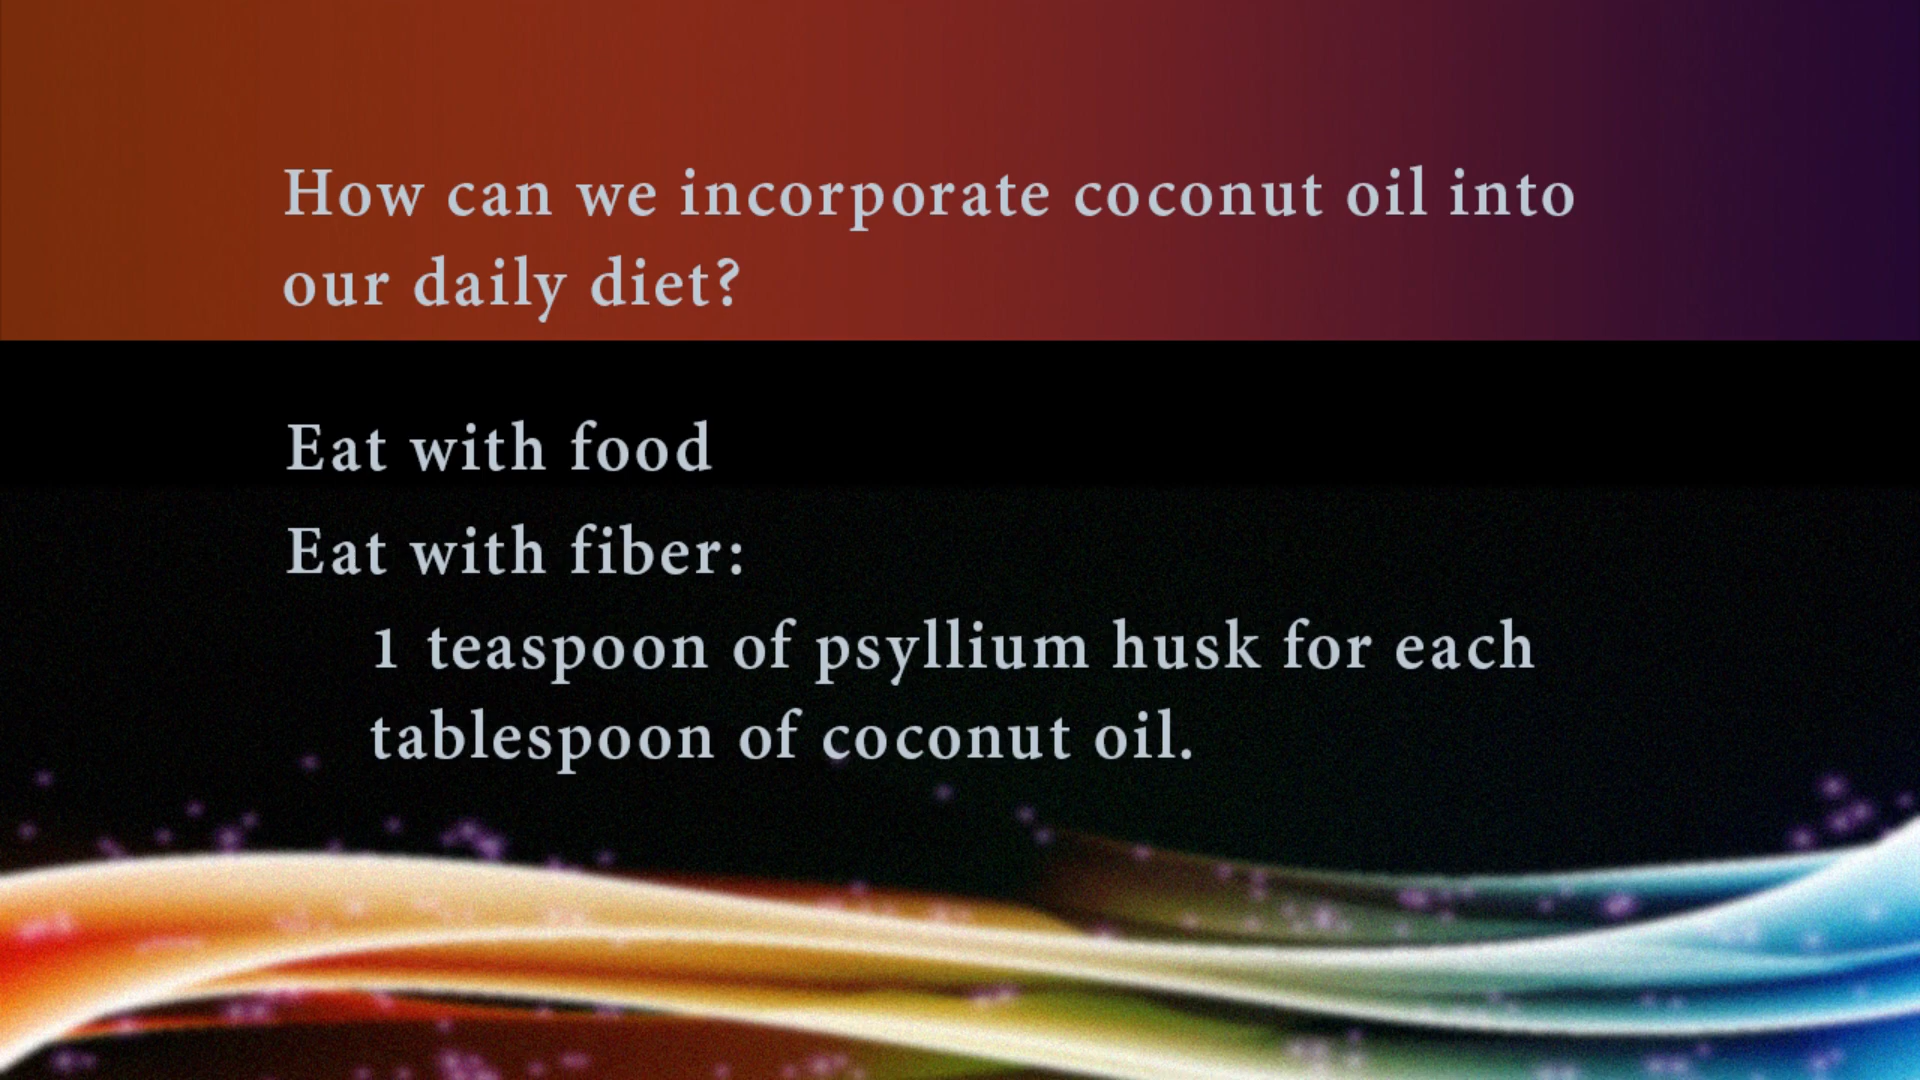 How can we incorporate coconut oil into
our daily diet?
Eat with food
Eat with fiber:
1 teaspoon of psyllium husk for each
tablespoon of coconut oil.